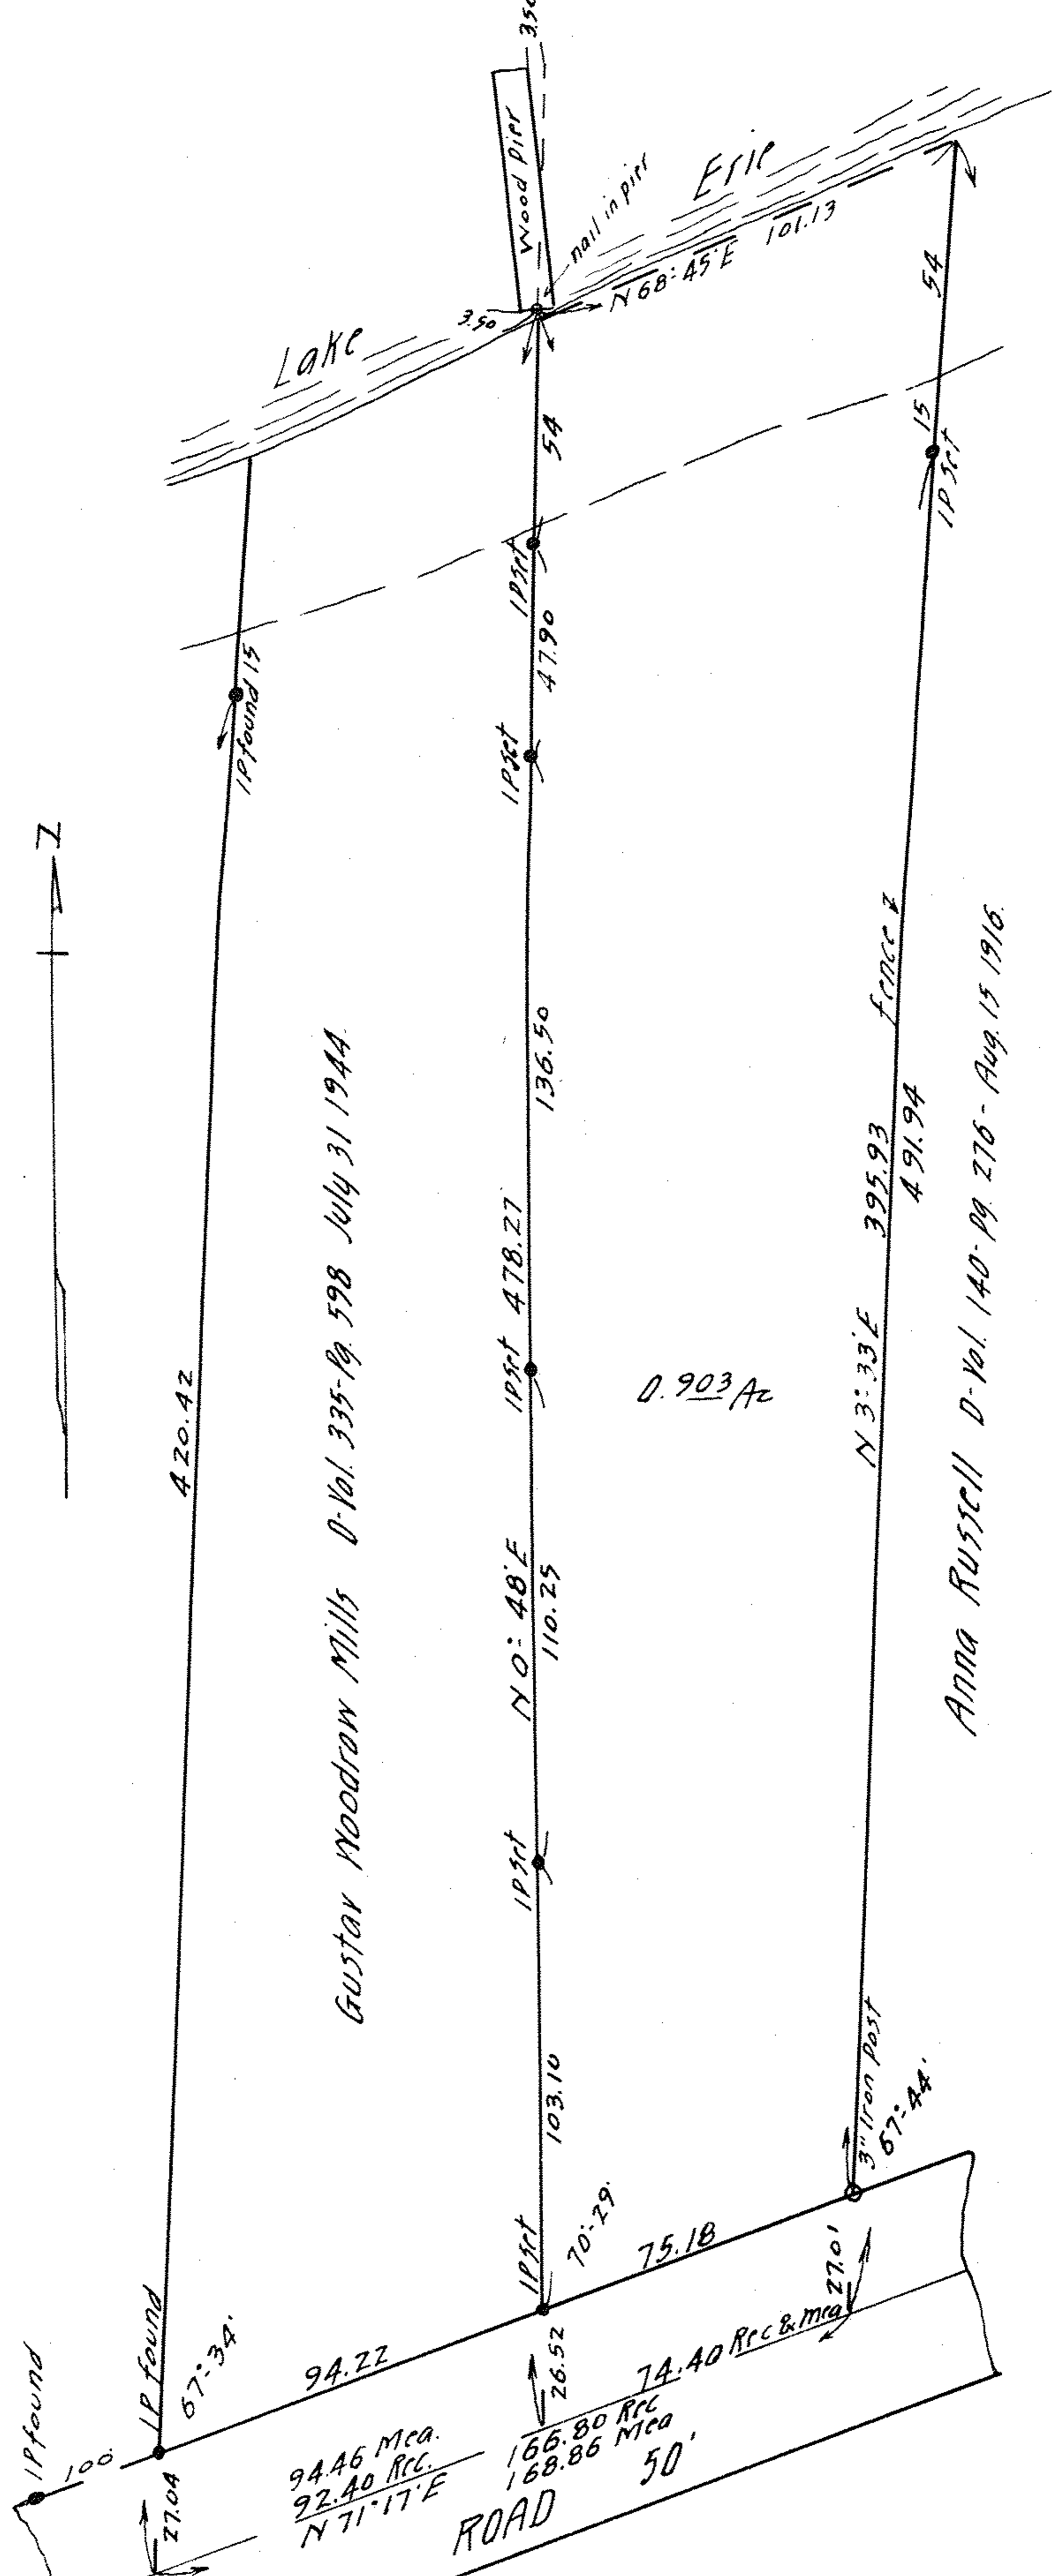 3.50
Wood Pier
nail in pier
Lake Erie
3.50
N 68°-45'E 101.13
54
54
15
IP set
IP set
47.90
IP found 15
IP set
N
136.50
fence
395.93
491.94
478.27
IP set
420.42
0.903 Ac
N 3°-33'E
Gustav Woodrow Mills D-Vol. 335-Pg. 598 July 31 1944.
Anna Russell D-Vol. 140-Pg. 276-Aug. 15 1916.
N 0°-48'E
110.25
IP set
103.10
3" Iron Post
67°-44'
IP set
70°-29'
75.18
27.01'
IP found
67°-34'
94.22
26.52
74.40 Rec & Mea
IP found
100'
27.04
94.46 Mea.
92.40 Rec.
N 71°-17'E
166.80 Rec
168.86 Mea
ROAD 50'